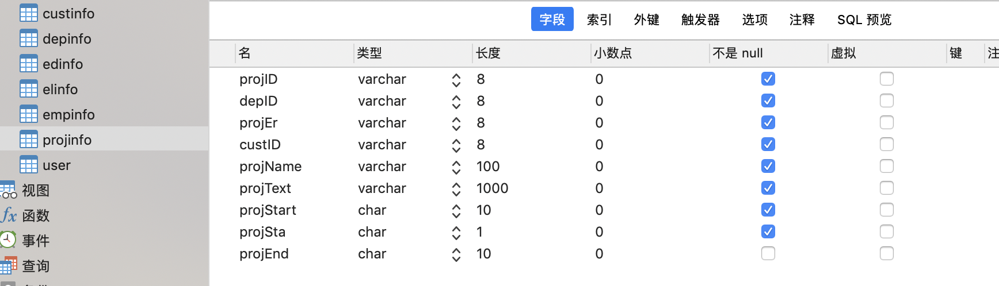 custinfo
depinfo
edinfo
elinfo
empinfo
projinfo
user
视图
fx 函数
事件
查询
字段 索引 外键 触发器 选项 注释 SQL 预览
名 类型 长度 小数点 不是 null 虚拟 键 注
projID varchar 8 0
depID varchar 8 0
projEr varchar 8 0
custID varchar 8 0
projName varchar 100 0
projText varchar 1000 0
projStart char 10 0
projSta char 1 0
projEnd char 10 0